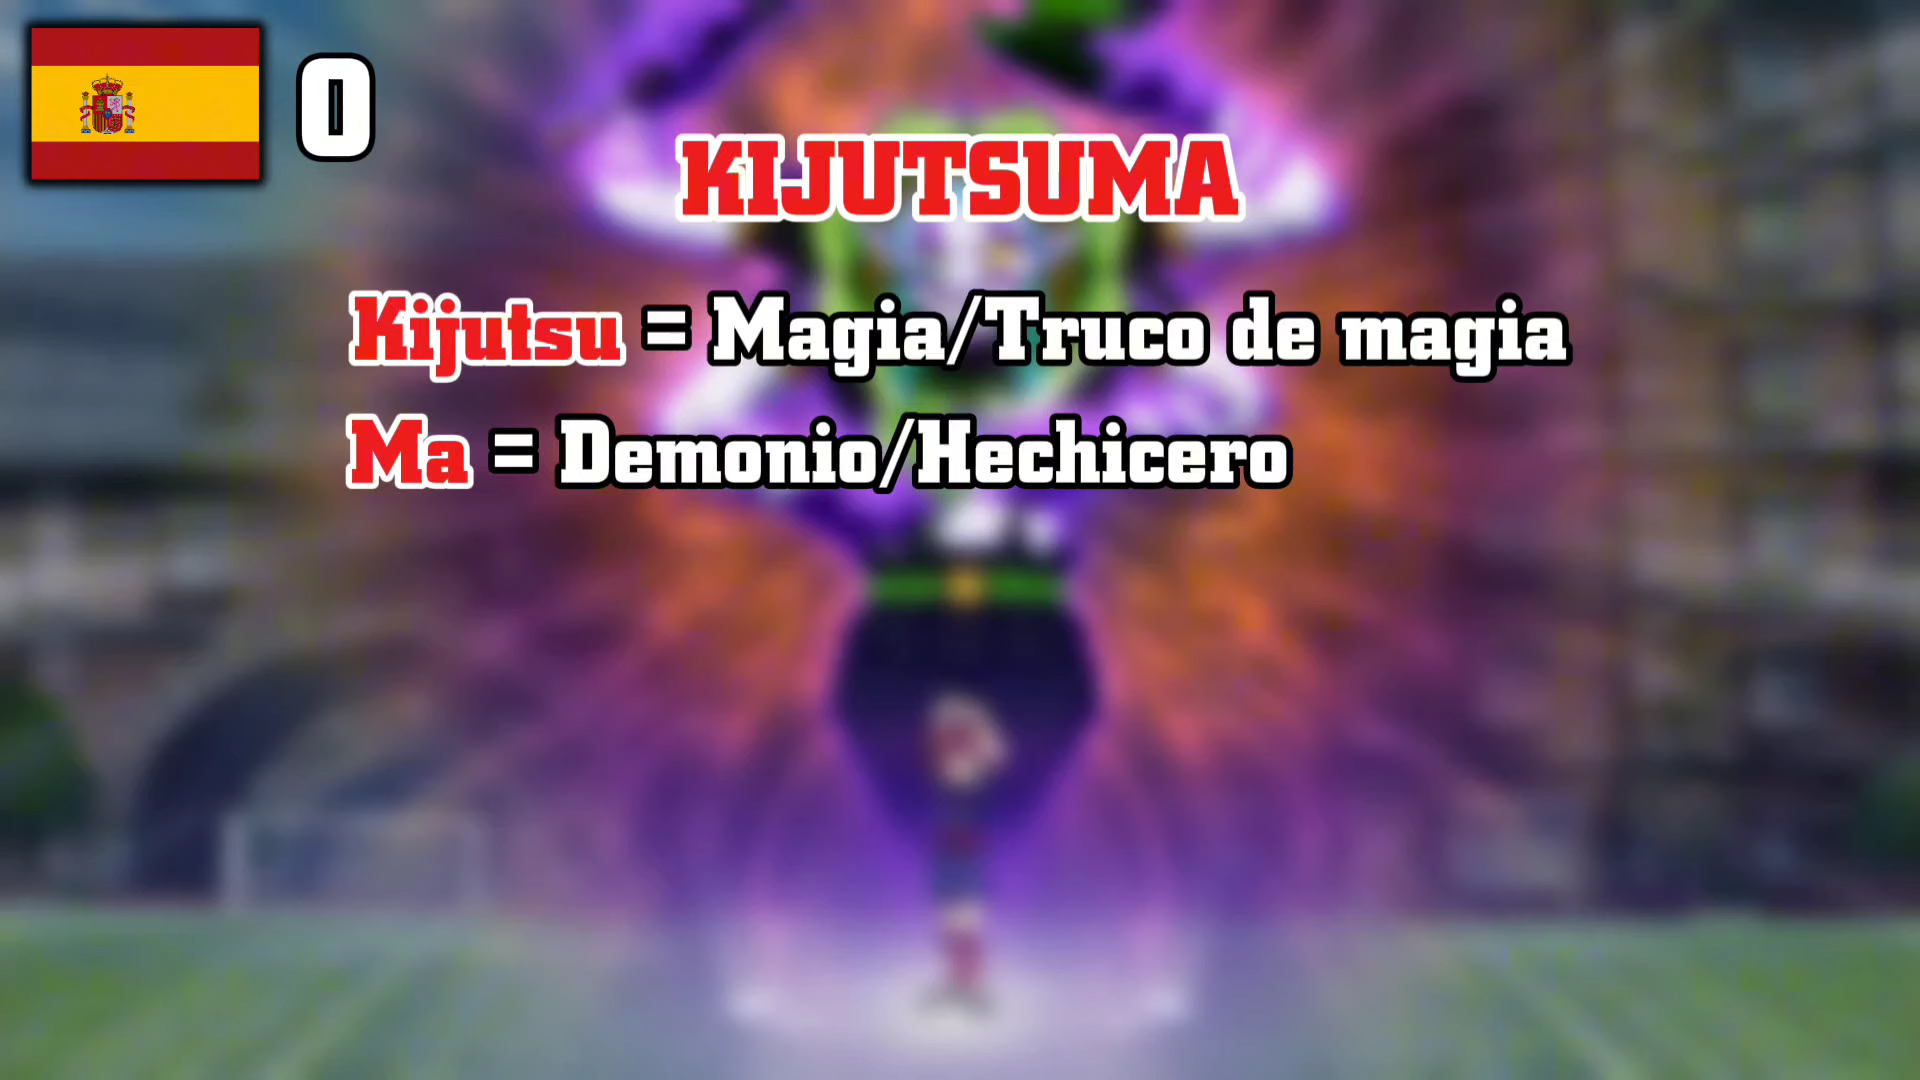 0
KIJUTSUMA
Kijutsu = Magia/Truco de magia
Ma = Demonio/Hechicero